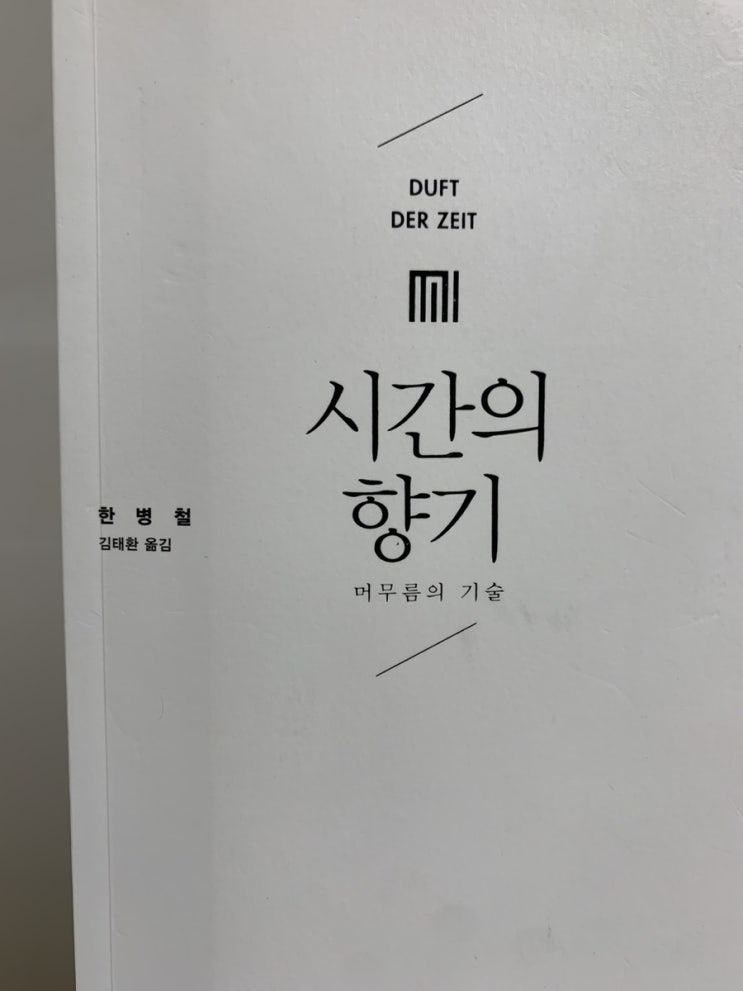 DUFT
DER ZEIT
시간의
향기
머무름의 기술
한병철
김태환 옮김